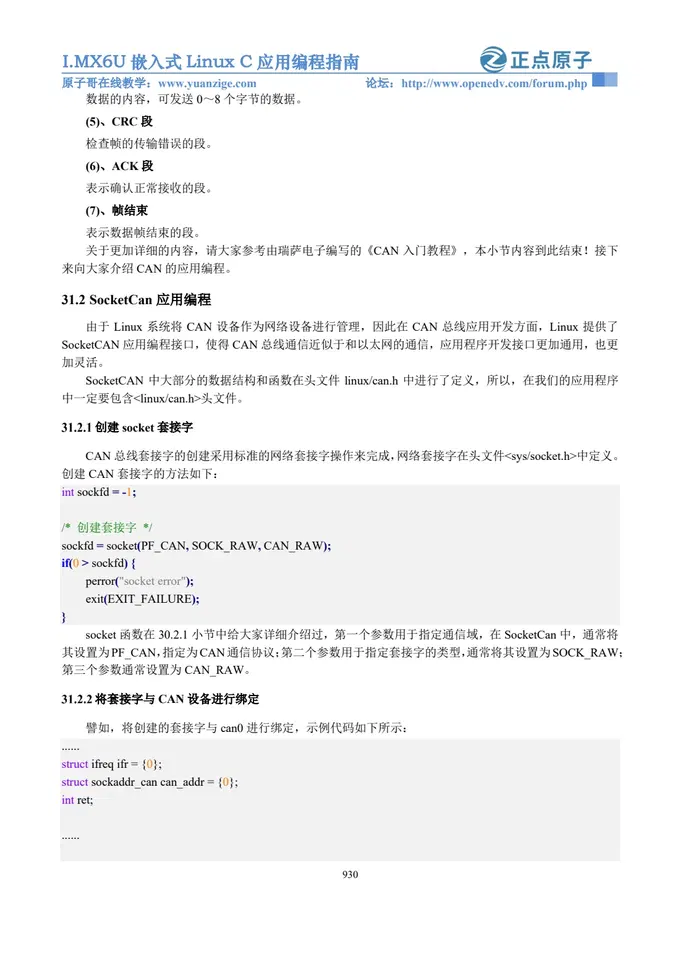 I.MX6U 嵌入式 Linux C 应用编程指南
正点原子
原子哥在线教学：www.yuanzige.com
论坛：http://www.openedv.com/forum.php
数据的内容，可发送 0～8 个字节的数据。
(5)、CRC 段
检查帧的传输错误的段。
(6)、ACK 段
表示确认正常接收的段。
(7)、帧结束
表示数据帧结束的段。
关于更加详细的内容，请大家参考由瑞萨电子编写的《CAN 入门教程》，本小节内容到此结束！接下
来向大家介绍 CAN 的应用编程。
31.2 SocketCan 应用编程
由于 Linux 系统将 CAN 设备作为网络设备进行管理，因此在 CAN 总线应用开发方面，Linux 提供了
SocketCAN 应用编程接口，使得 CAN 总线通信近似于和以太网的通信，应用程序开发接口更加通用，也更
加灵活。
SocketCAN 中大部分的数据结构和函数在头文件 linux/can.h 中进行了定义，所以，在我们的应用程序
中一定要包含<linux/can.h>头文件。
31.2.1 创建 socket 套接字
CAN 总线套接字的创建采用标准的网络套接字操作来完成，网络套接字在头文件<sys/socket.h>中定义。
创建 CAN 套接字的方法如下：
int sockfd = -1;
/* 创建套接字 */
sockfd = socket(PF_CAN, SOCK_RAW, CAN_RAW);
if(0 > sockfd) {
perror("socket error");
exit(EXIT_FAILURE);
}
socket 函数在 30.2.1 小节中给大家详细介绍过，第一个参数用于指定通信域，在 SocketCan 中，通常将
其设置为 PF_CAN，指定为 CAN 通信协议；第二个参数用于指定套接字的类型，通常将其设置为 SOCK_RAW；
第三个参数通常设置为 CAN_RAW。
31.2.2 将套接字与 CAN 设备进行绑定
譬如，将创建的套接字与 can0 进行绑定，示例代码如下所示：
......
struct ifreq ifr = {0};
struct sockaddr_can can_addr = {0};
int ret;
......
930